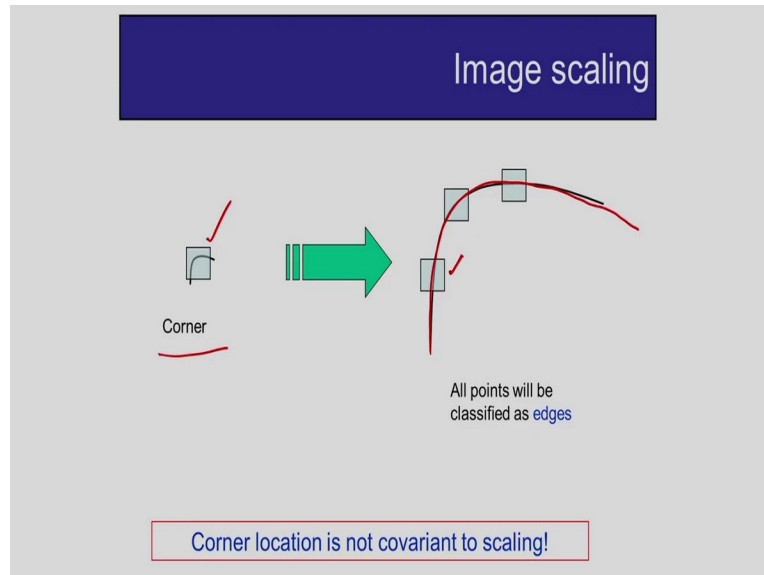 Image scaling
Corner
All points will be
classified as edges
Corner location is not covariant to scaling!